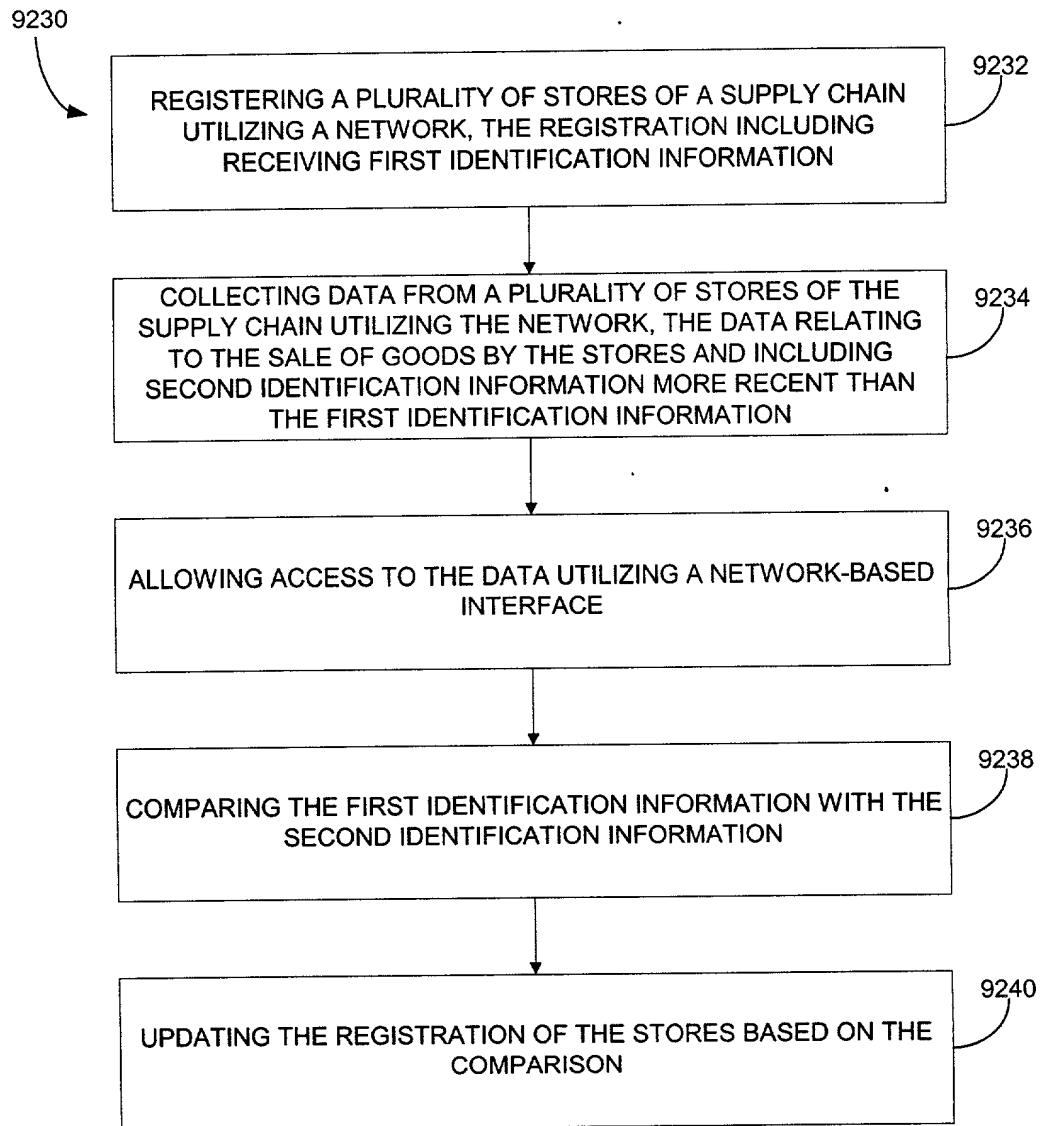 9230
9232
REGISTERING A PLURALITY OF STORES OF A SUPPLY CHAIN
UTILIZING A NETWORK, THE REGISTRATION INCLUDING
RECEIVING FIRST IDENTIFICATION INFORMATION
9234
COLLECTING DATA FROM A PLURALITY OF STORES OF THE
SUPPLY CHAIN UTILIZING THE NETWORK, THE DATA RELATING
TO THE SALE OF GOODS BY THE STORES AND INCLUDING
SECOND IDENTIFICATION INFORMATION MORE RECENT THAN
THE FIRST IDENTIFICATION INFORMATION
9236
ALLOWING ACCESS TO THE DATA UTILIZING A NETWORK-BASED
INTERFACE
9238
COMPARING THE FIRST IDENTIFICATION INFORMATION WITH THE
SECOND IDENTIFICATION INFORMATION
9240
UPDATING THE REGISTRATION OF THE STORES BASED ON THE
COMPARISON